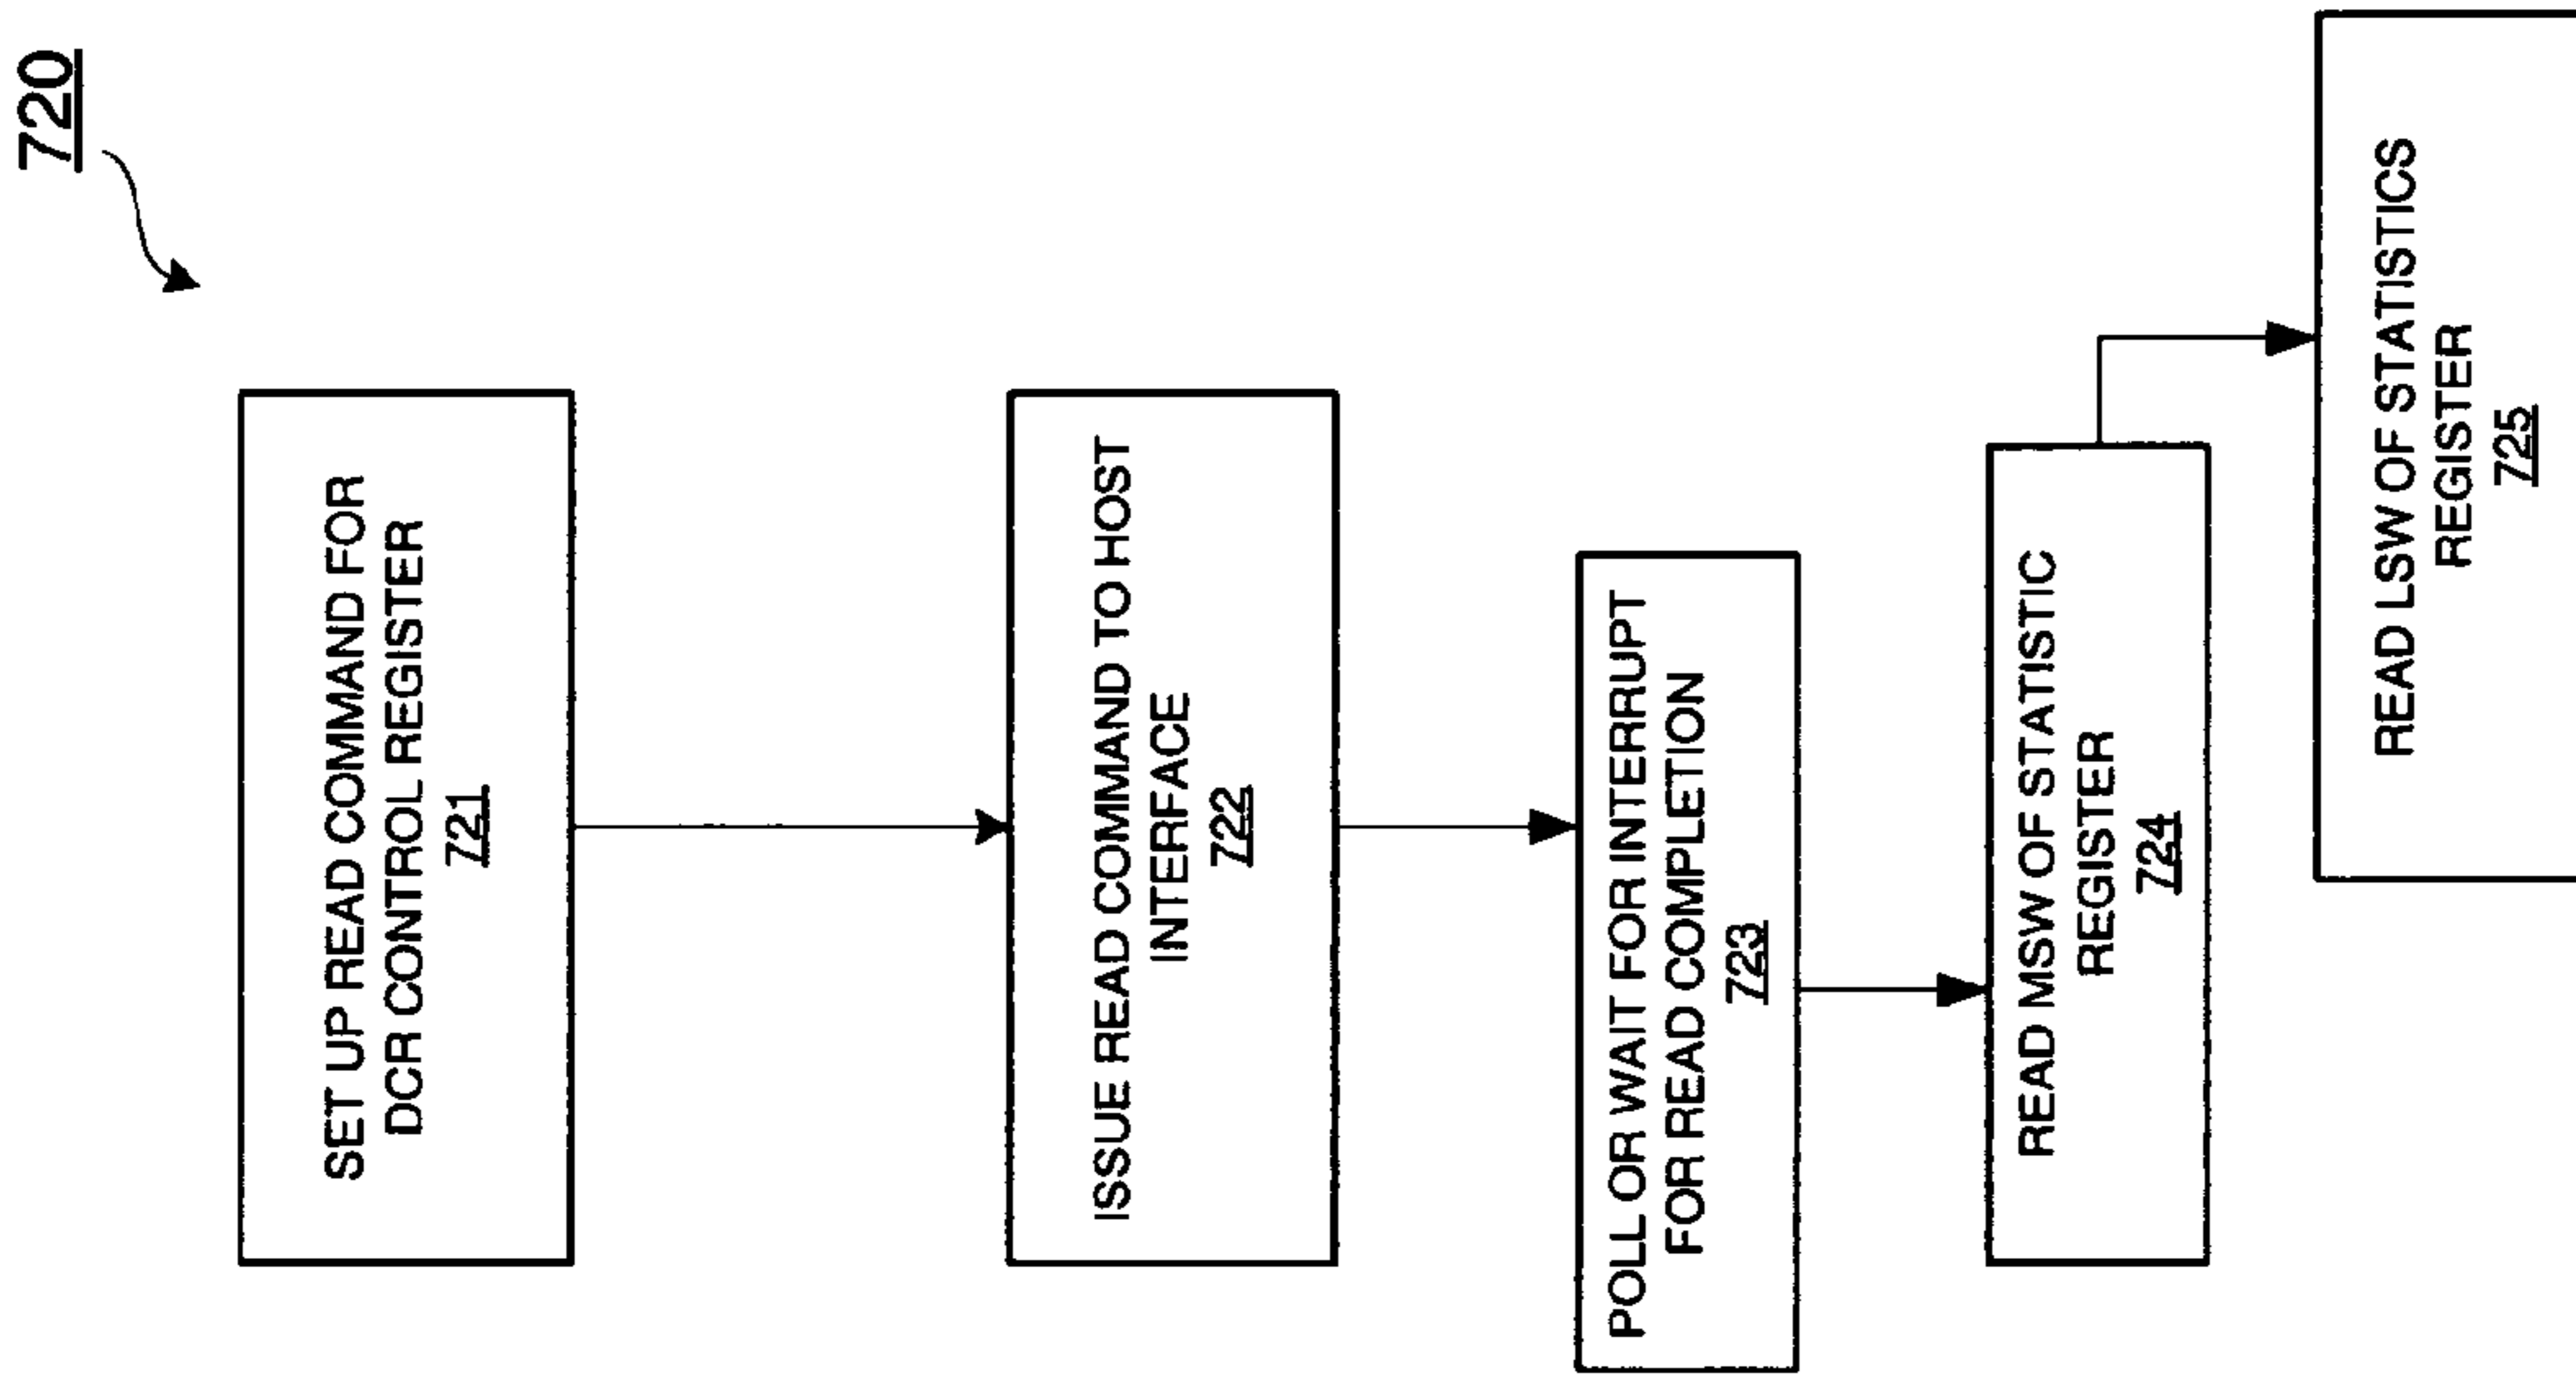 720
SET UP READ COMMAND FOR
DCR CONTROL REGISTER
721
ISSUE READ COMMAND TO HOST
INTERFACE
722
POLL OR WAIT FOR INTERRUPT
FOR READ COMPLETION
723
READ MSW OF STATISTIC
REGISTER
724
READ LSW OF STATISTICS
REGISTER
725